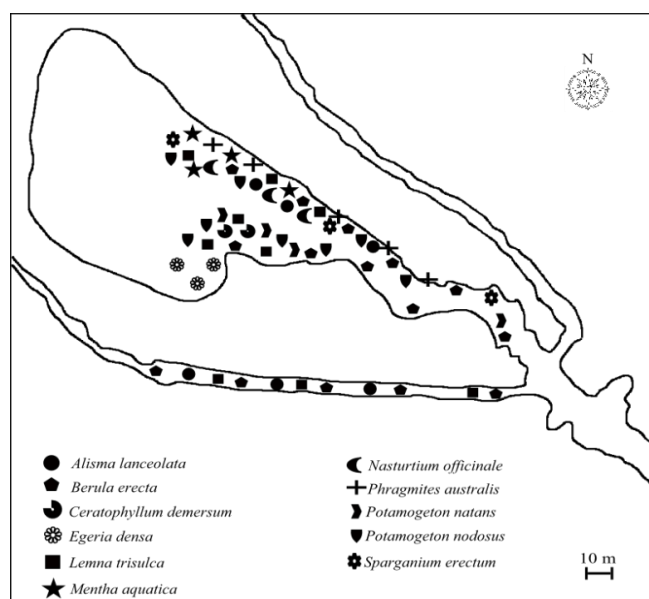 N
Alisma lanceolata
Berula erecta
Ceratophyllum demersum
Egeria densa
Lemna trisulca
Mentha aquatica
Nasturtium officinale
Phragmites australis
Potamogeton natans
Potamogeton nodosus
Sparganium erectum
10 m